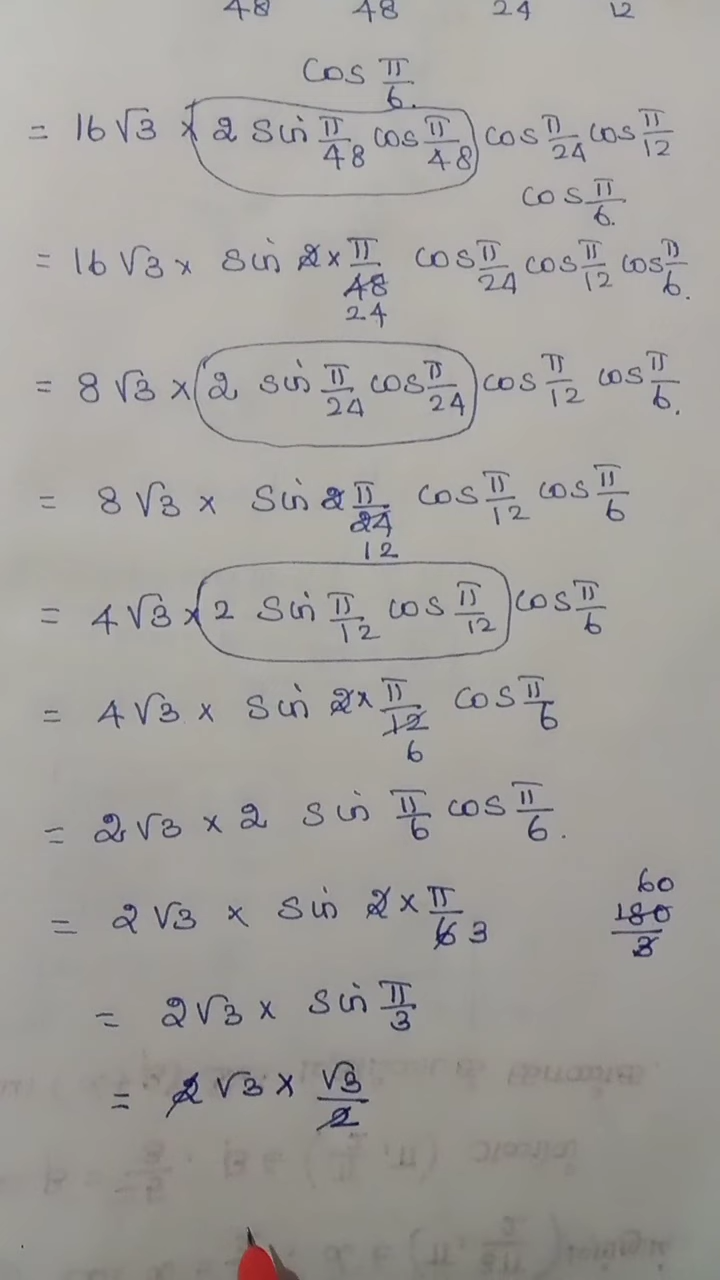 48 48 24 12
cos π/6.
= 16√3 × 2 sin π/48 cos π/48 cos π/24 cos π/12
cos π/6.
= 16√3 × sin 2 × π/48 cos π/24 cos π/12 cos π/6.
24
= 8√3 × 2 sin π/24 cos π/24 cos π/12 cos π/6.
= 8√3 × sin 2 π/24 cos π/12 cos π/6
12
= 4√3 × 2 sin π/12 cos π/12 cos π/6
= 4√3 × sin 2 × π/12 cos π/6
6
= 2√3 × 2 sin π/6 cos π/6.
60
= 2√3 × sin 2 × π/6 3 180/3
= 2√3 × sin π/3
= 2√3 × √3/2